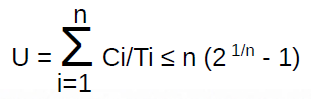 n
U = Σ Ci/Ti ≤ n (2 1/n - 1)
i=1